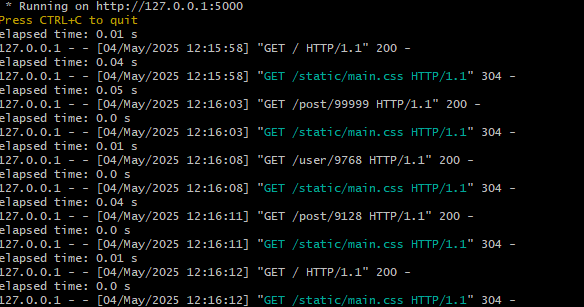 * Running on http://127.0.0.1:5000
Press CTRL+C to quit
elapsed time: 0.01 s
127.0.0.1 - - [04/May/2025 12:15:58] "GET / HTTP/1.1" 200 -
elapsed time: 0.04 s
127.0.0.1 - - [04/May/2025 12:15:58] "GET /static/main.css HTTP/1.1" 304 -
elapsed time: 0.05 s
127.0.0.1 - - [04/May/2025 12:16:03] "GET /post/99999 HTTP/1.1" 200 -
elapsed time: 0.0 s
127.0.0.1 - - [04/May/2025 12:16:03] "GET /static/main.css HTTP/1.1" 304 -
elapsed time: 0.01 s
127.0.0.1 - - [04/May/2025 12:16:08] "GET /user/9768 HTTP/1.1" 200 -
elapsed time: 0.0 s
127.0.0.1 - - [04/May/2025 12:16:08] "GET /static/main.css HTTP/1.1" 304 -
elapsed time: 0.04 s
127.0.0.1 - - [04/May/2025 12:16:11] "GET /post/9128 HTTP/1.1" 200 -
elapsed time: 0.0 s
127.0.0.1 - - [04/May/2025 12:16:11] "GET /static/main.css HTTP/1.1" 304 -
elapsed time: 0.01 s
127.0.0.1 - - [04/May/2025 12:16:12] "GET / HTTP/1.1" 200 -
elapsed time: 0.0 s
127.0.0.1 - - [04/May/2025 12:16:12] "GET /static/main.css HTTP/1.1" 304 -